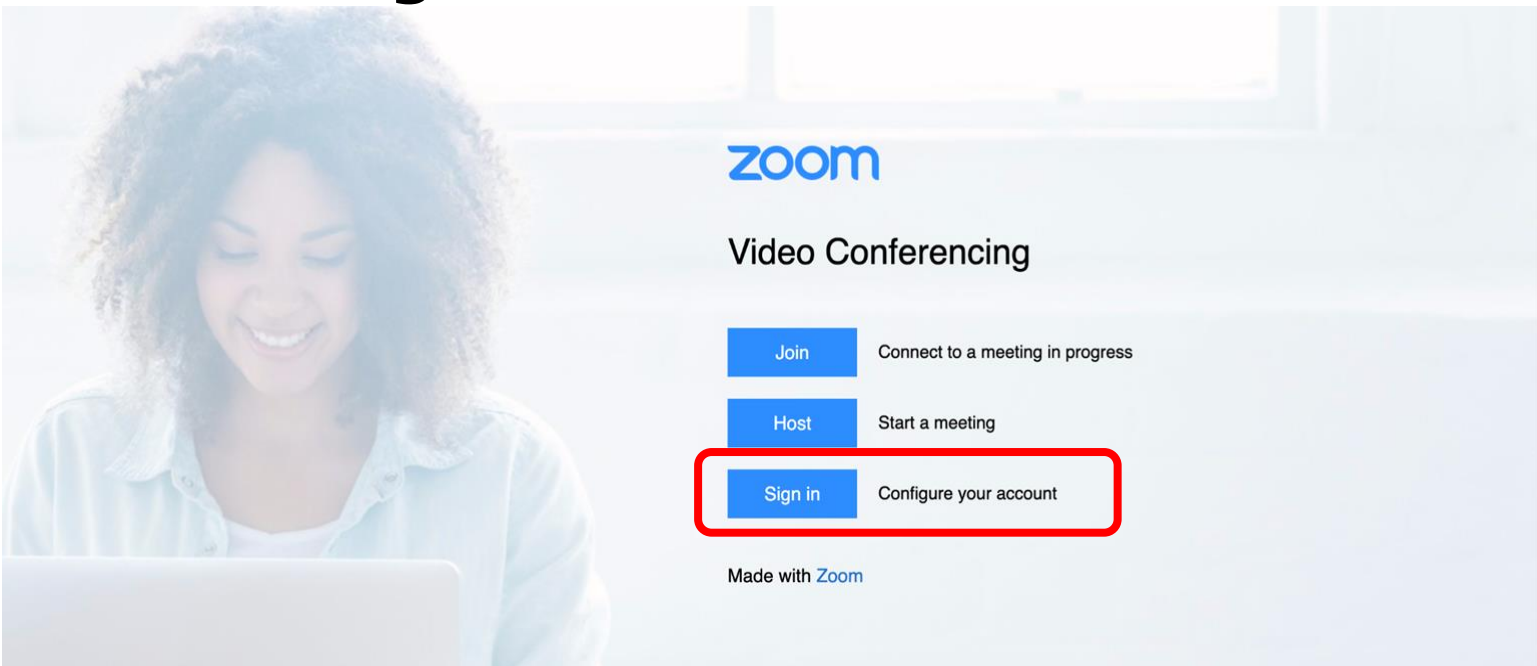 zoom
Video Conferencing
Join Connect to a meeting in progress
Host Start a meeting
Sign in Configure your account
Made with Zoom